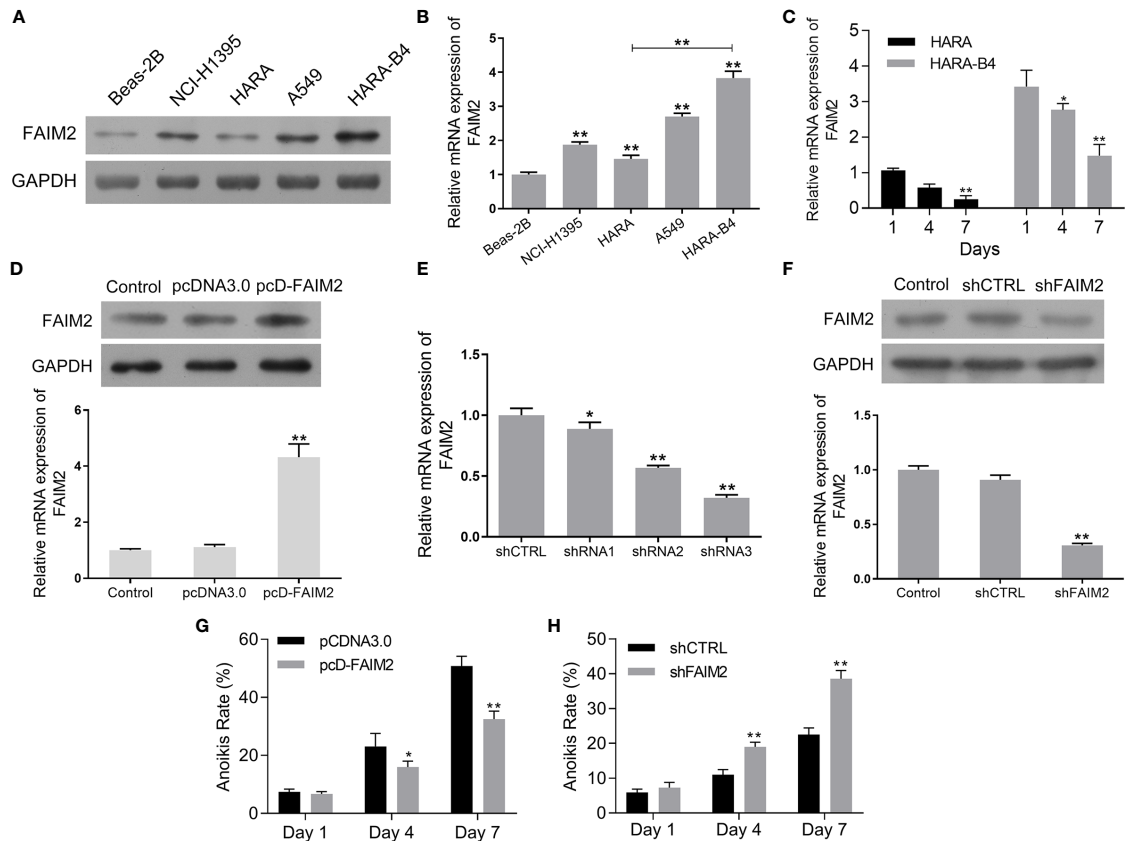 A
Beas-2B
NCI-H1395
HARA
A549
HARA-B4
FAIM2
GAPDH
B
Relative mRNA expression of
FAIM2
5
4
3
2
1
0
**
**
**
**
**
Beas-2B
NCI-H1395
HARA
A549
HARA-B4
C
Relative mRNA expression of
FAIM2
5
4
3
2
1
0
HARA
HARA-B4
**
*
**
1 4 7 1 4 7
Days
D
Control pcDNA3.0 pcD-FAIM2
FAIM2
GAPDH
Relative mRNA expression of
FAIM2
6
4
2
0
**
Control pcDNA3.0 pcD-FAIM2
E
Relative mRNA expression of
FAIM2
1.5
1.0
0.5
0.0
*
**
**
shCTRL shRNA1 shRNA2 shRNA3
F
Control shCTRL shFAIM2
FAIM2
GAPDH
Relative mRNA expression of
FAIM2
1.5
1.0
0.5
0.0
**
Control shCTRL shFAIM2
G
Anoikis Rate (%)
60
40
20
0
pCDNA3.0
pcD-FAIM2
*
**
Day 1 Day 4 Day 7
H
Anoikis Rate (%)
50
40
30
20
10
0
shCTRL
shFAIM2
**
**
Day 1 Day 4 Day 7